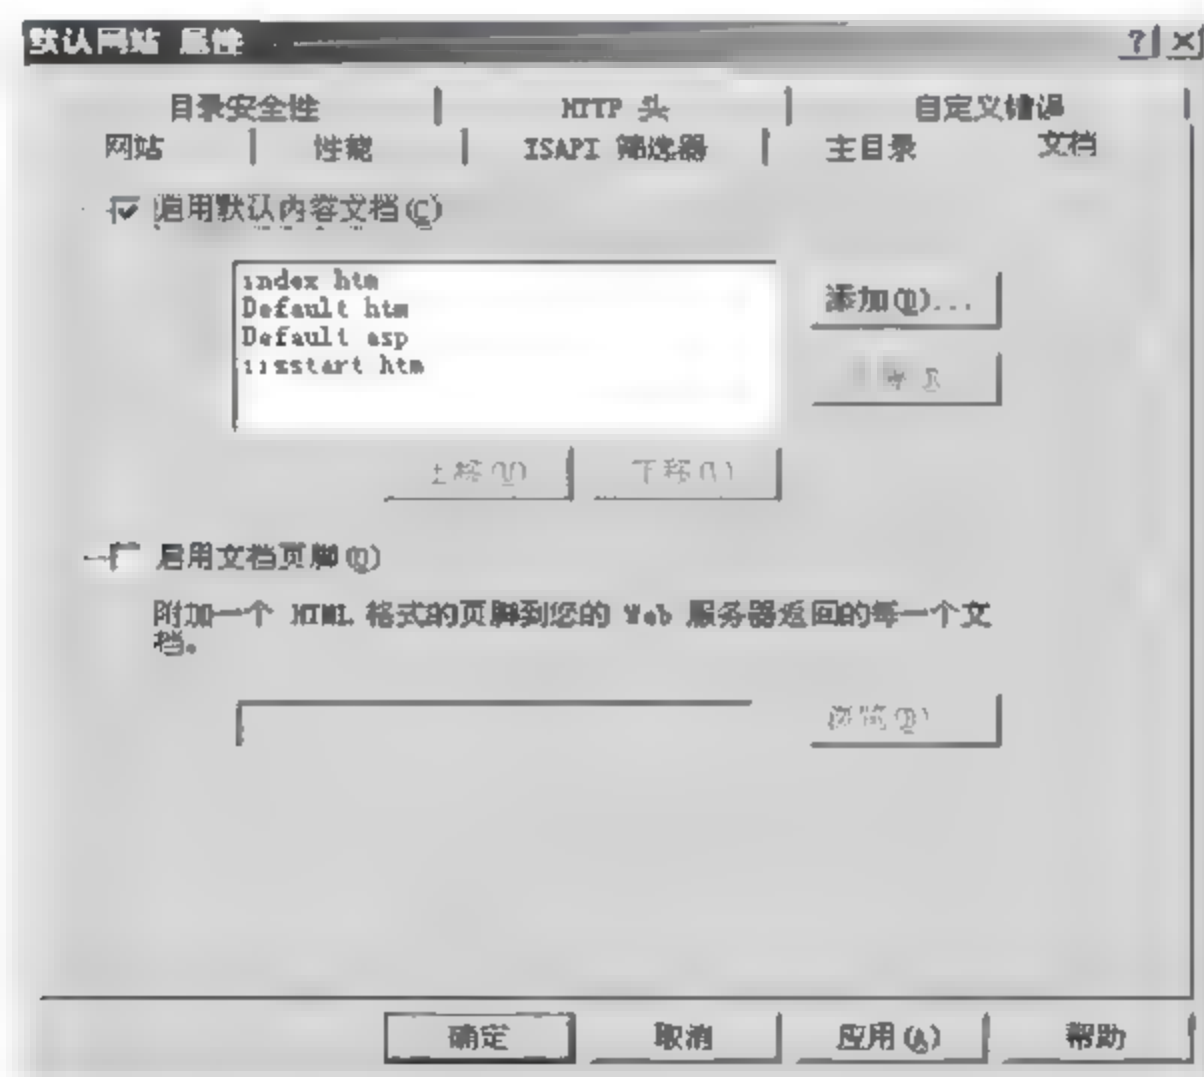 默认网站 属性
目录安全性 HTTP 头 自定义错误
网站 性能 ISAPI 筛选器 主目录 文档
启用默认内容文档(C)
index htm
Default htm
Default asp
iisstart htm
添加(D)...
上移(U) 下移(L)
启用文档页脚(O)
附加一个 HTML 格式的页脚到您的 Web 服务器返回的每一个文
档。
浏览(B)
确定 取消 应用(A) 帮助